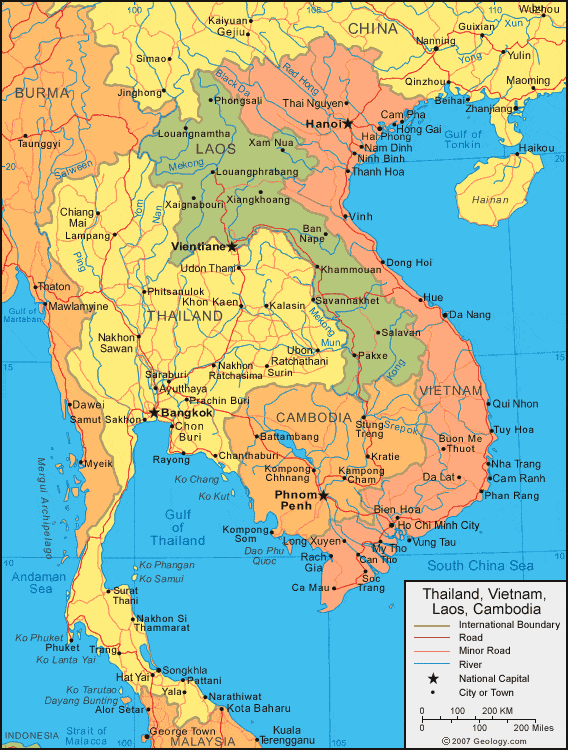 Wuzhou
105
110
Kaiyuan
Gejiu
CHINA
Guixian
Xun
Nanning
Yulin
Simao
Yong
BURMA
Jinghong
Black Da
Red Hong
Qinzhou
Maoming
Phongsali
Thai Nguyen
Beihai
Zhanjiang
Hanoi
Cam Pha
Hong Gai
Taunggyi
Louangnamtha
Hai Phong
Gulf of
Tonkin
LAOS
Xam Nua
Nam Dinh
Ninh Binh
Haikou
20
20
Salween
Mekong
Louangphrabang
Thanh Hoa
Xaignabouri
Xiangkhoang
Hainan
Chiang
Mai
Yom
Nan
Vinh
Lampang
Ban
Nape
Vientiane
Ping
Udon Thani
Khammouan
Dong Hoi
Thaton
Phitsanulok
Mawlamyine
Khon Kaen
Kalasin
Savannakhet
Hue
Gulf of
Martaban
THAILAND
Mekong
Da Nang
Nakhon
Sawan
Mun
Salavan
Ubon
Ratchathani
Pakxe
15
15
Nakhon
Ratchasima
Surin
Kong
Saraburi
Ayutthaya
VIETNAM
Dawei
Prachin Buri
Samut Sakhon
Bangkok
CAMBODIA
Qui Nhon
Chon
Buri
Stung
Treng
Srepok
Tuy Hoa
Battambang
Buon Me
Thuot
Myeik
Rayong
Chanthaburi
Kratie
Nha Trang
Mergui Archipelago
Ko Chang
Kompong
Chhnang
Kampong
Cham
Da Lat
Cam Ranh
Ko Kut
Phnom
Penh
Phan Rang
Bien Hoa
Gulf
of
Thailand
Kompong
Som
Ho Chi Minh City
Long Xuyen
My Tho
Vung Tau
Dao Phu
Quoc
Rach
Gia
Can Tho
10
10
Ko Phangan
South China Sea
Andaman
Sea
Ko Samui
Soc
Trang
Surat
Thani
Ca Mau
Nakhon Si
Thammarat
Ko Phuket
Phuket
Trang
Ko Lanta Yai
Songkhla
Hat Yai
Pattani
Ko Tarutao
Dayang Bunting
Yala
Narathiwat
Alor Setar
Kota Baharu
Strait of
Malacca
George Town
INDONESIA
100
MALAYSIA
Kuala
Terengganu
105
Thailand, Vietnam,
Laos, Cambodia
International Boundary
Road
Minor Road
River
National Capital
City or Town
0 100 200 KM
0 100 200 Miles
©2007 Geology.com